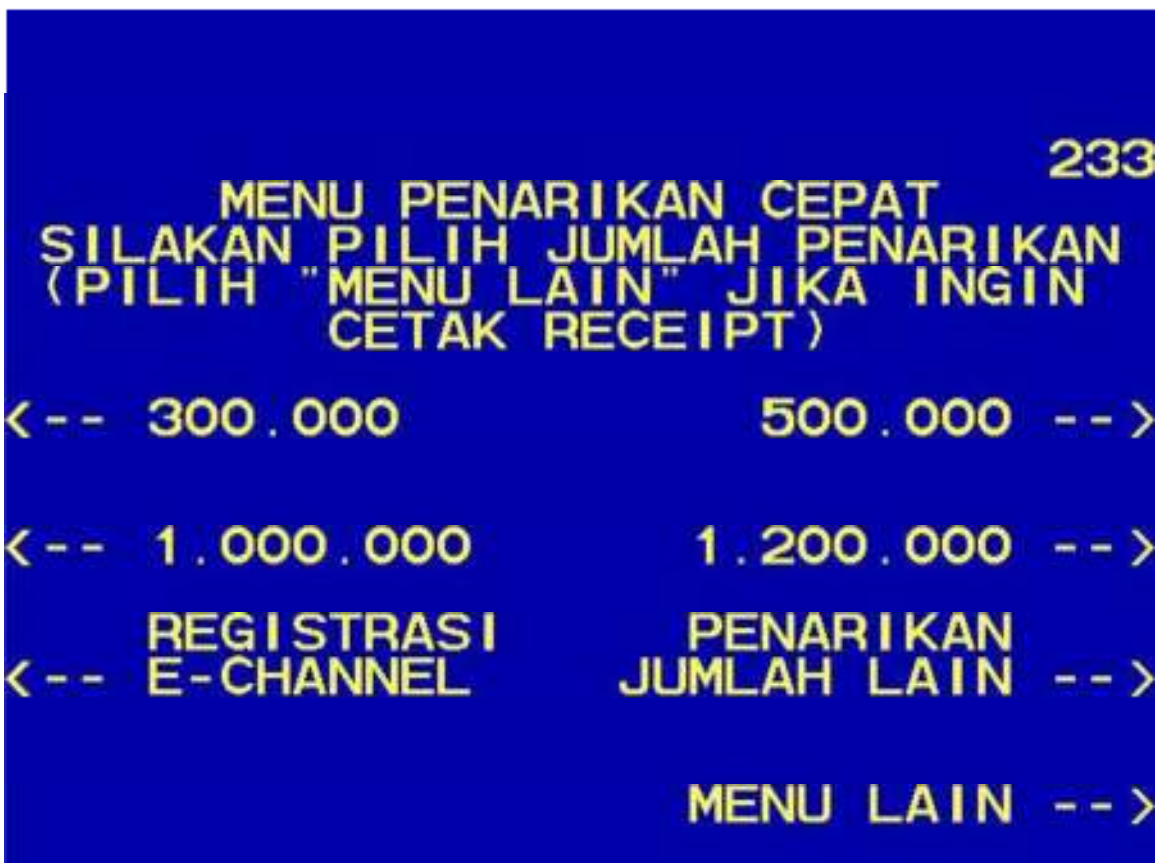 233
MENU PENARIKAN CEPAT
SILAKAN PILIH JUMLAH PENARIKAN
(PILIH "MENU LAIN" JIKA INGIN
CETAK RECEIPT)
<-- 300.000 500.000 -->
<-- 1.000.000 1.200.000 -->
REGISTRASI PENARIKAN
<-- E-CHANNEL JUMLAH LAIN -->
MENU LAIN -->